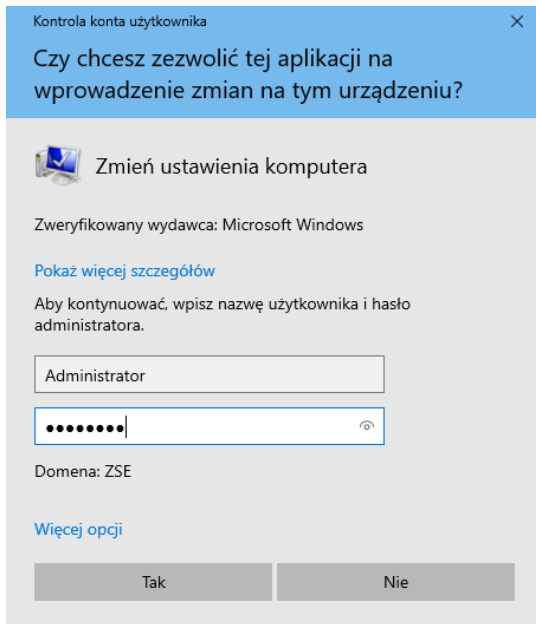 Kontrola konta użytkownika
Czy chcesz zezwolić tej aplikacji na
wprowadzenie zmian na tym urządzeniu?
Zmień ustawienia komputera
Zweryfikowany wydawca: Microsoft Windows
Pokaż więcej szczegółów
Aby kontynuować, wpisz nazwę użytkownika i hasło
administratora.
Administrator
●●●●●●●●
Domena: ZSE
Więcej opcji
Tak
Nie